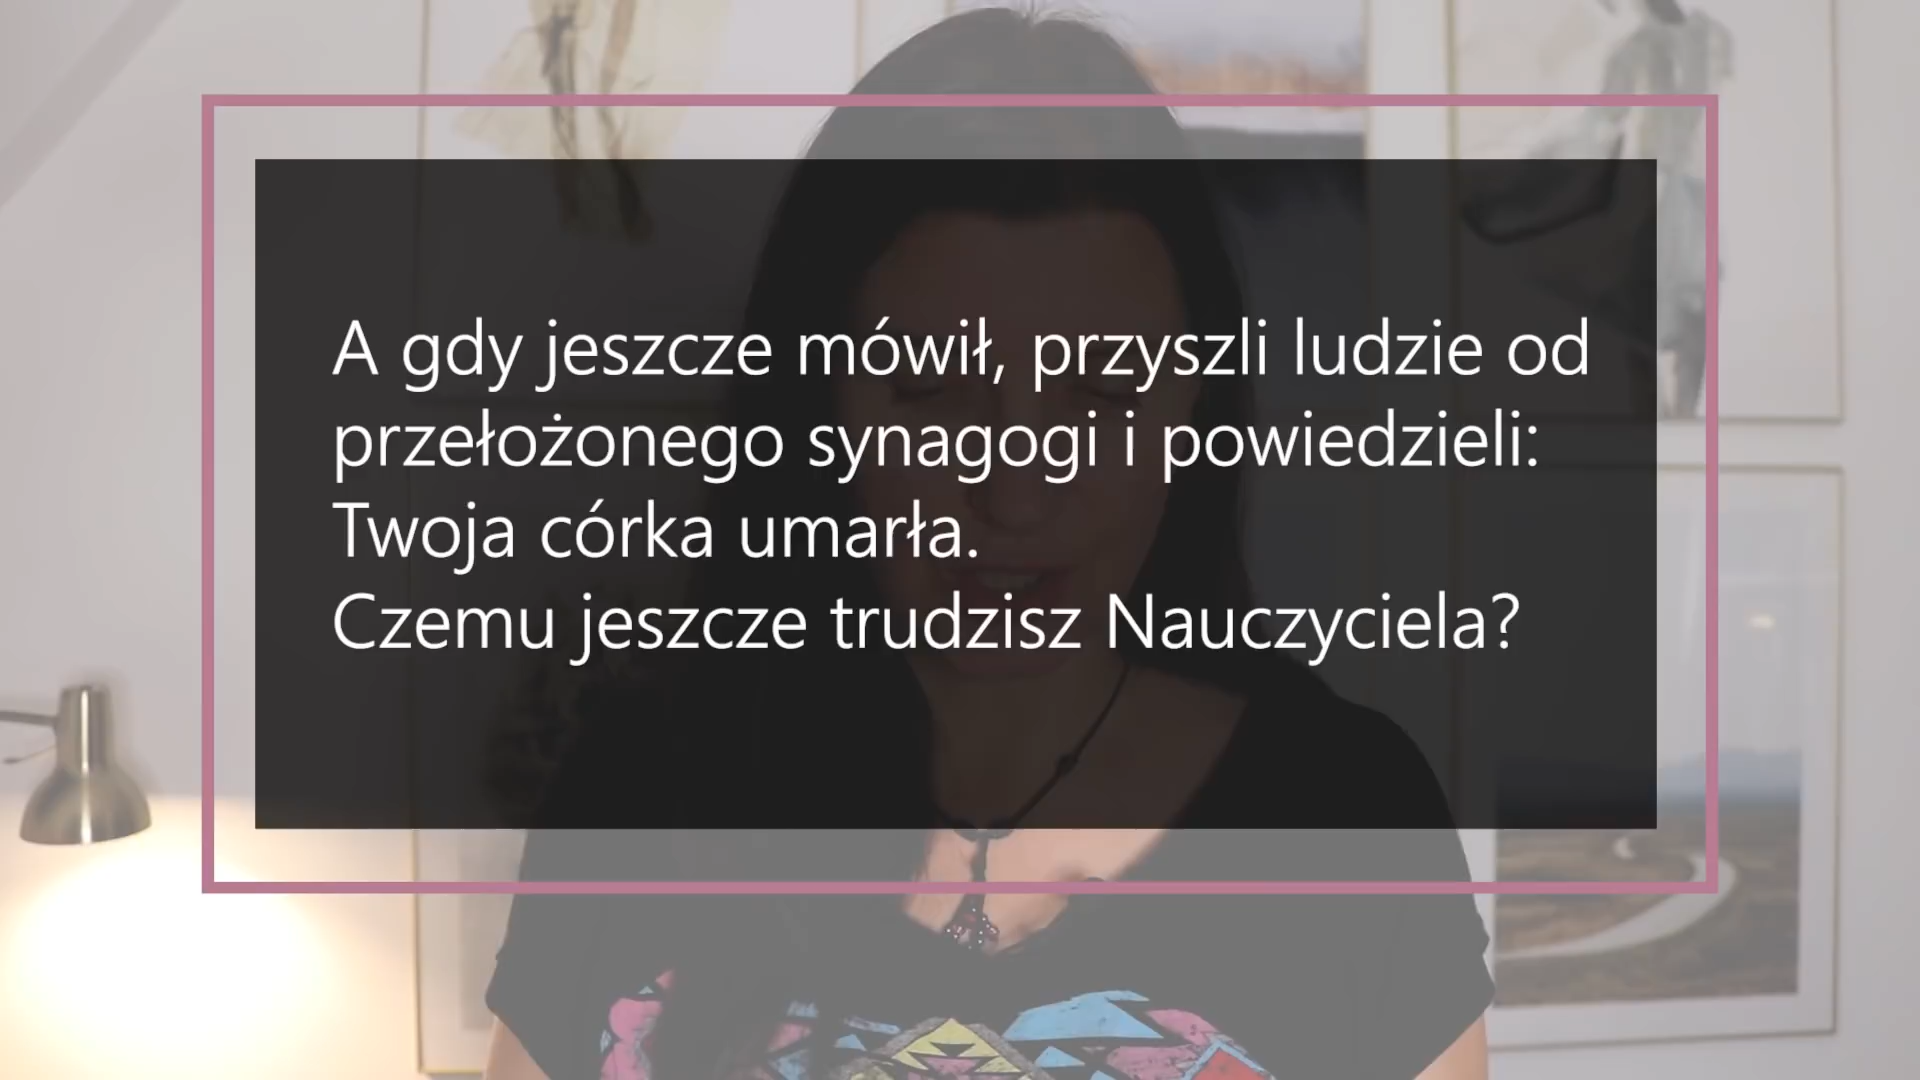 A gdy jeszcze mówił, przyszli ludzie od
przełożonego synagogi i powiedzieli:
Twoja córka umarła.
Czemu jeszcze trudzisz Nauczyciela?